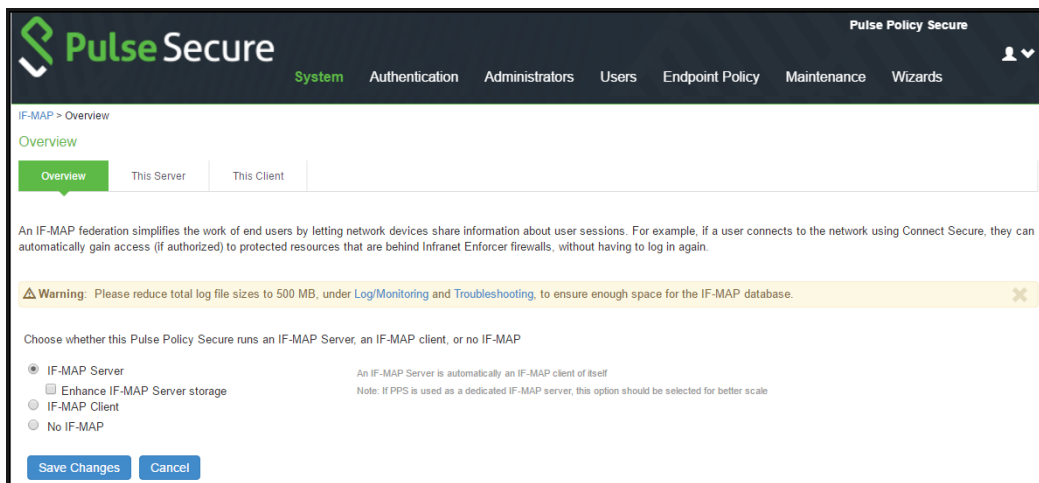 Pulse Policy Secure
Pulse Secure
System Authentication Administrators Users Endpoint Policy Maintenance Wizards
IF-MAP > Overview
Overview
Overview This Server This Client
An IF-MAP federation simplifies the work of end users by letting network devices share information about user sessions. For example, if a user connects to the network using Connect Secure, they can
automatically gain access (if authorized) to protected resources that are behind Infranet Enforcer firewalls, without having to log in again.
Warning: Please reduce total log file sizes to 500 MB, under Log/Monitoring and Troubleshooting, to ensure enough space for the IF-MAP database.
Choose whether this Pulse Policy Secure runs an IF-MAP Server, an IF-MAP client, or no IF-MAP
IF-MAP Server An IF-MAP Server is automatically an IF-MAP client of itself
Enhance IF-MAP Server storage Note: If PPS is used as a dedicated IF-MAP server, this option should be selected for better scale
IF-MAP Client
No IF-MAP
Save Changes Cancel